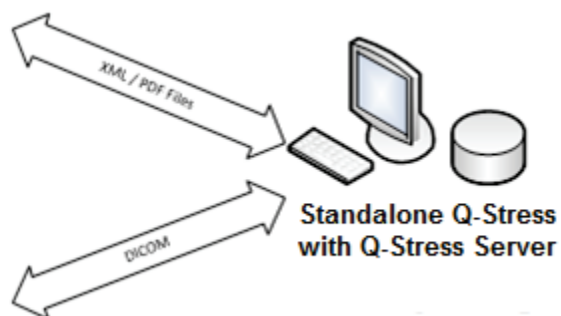 XML / PDF Files
Standalone Q-Stress
with Q-Stress Server
DICOM